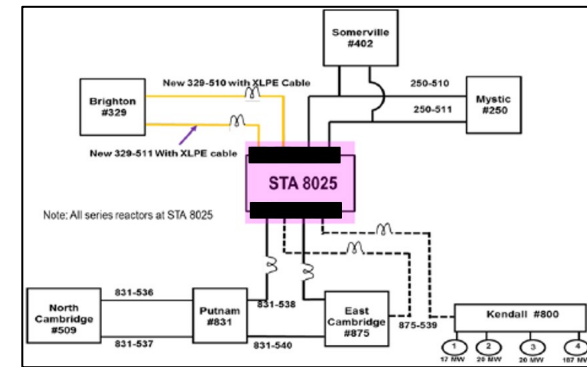 Somerville
#402
New 329-510 with XLPE Cable
250-510
Brighton
#329
Mystic
#250
250-511
New 329-511 With XLPE cable
STA 8025
Note: All series reactors at STA 8025
831-536
831-538
North
Cambridge
#509
Putnam
#831
East
Cambridge
#875
875-539
Kendall #800
831-537
831-540
1
2
3
4
17 MW
20 MW
20 MW
187 MW